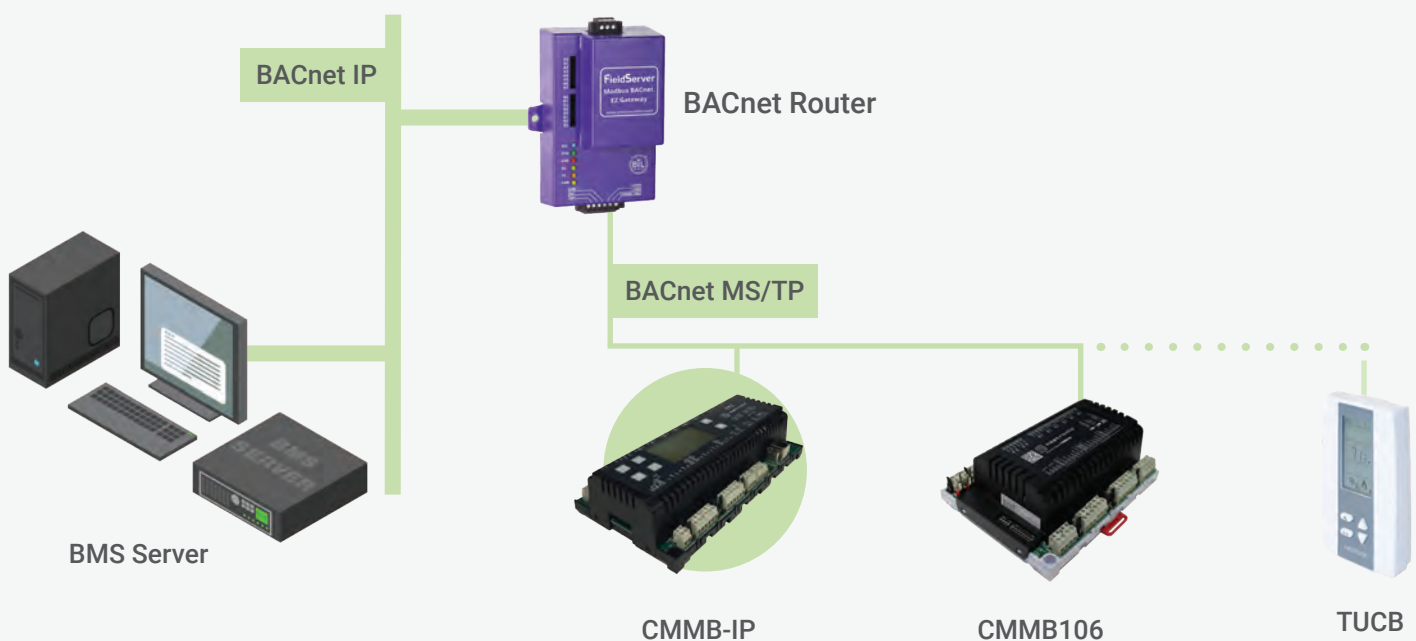 BACnet IP
FieldServer
Modbus BACnet
EZ Gateway
BACnet Router
BACnet MS/TP
BMS
SERVER
BMS Server
CMMB-IP
CMMB106
TUCB